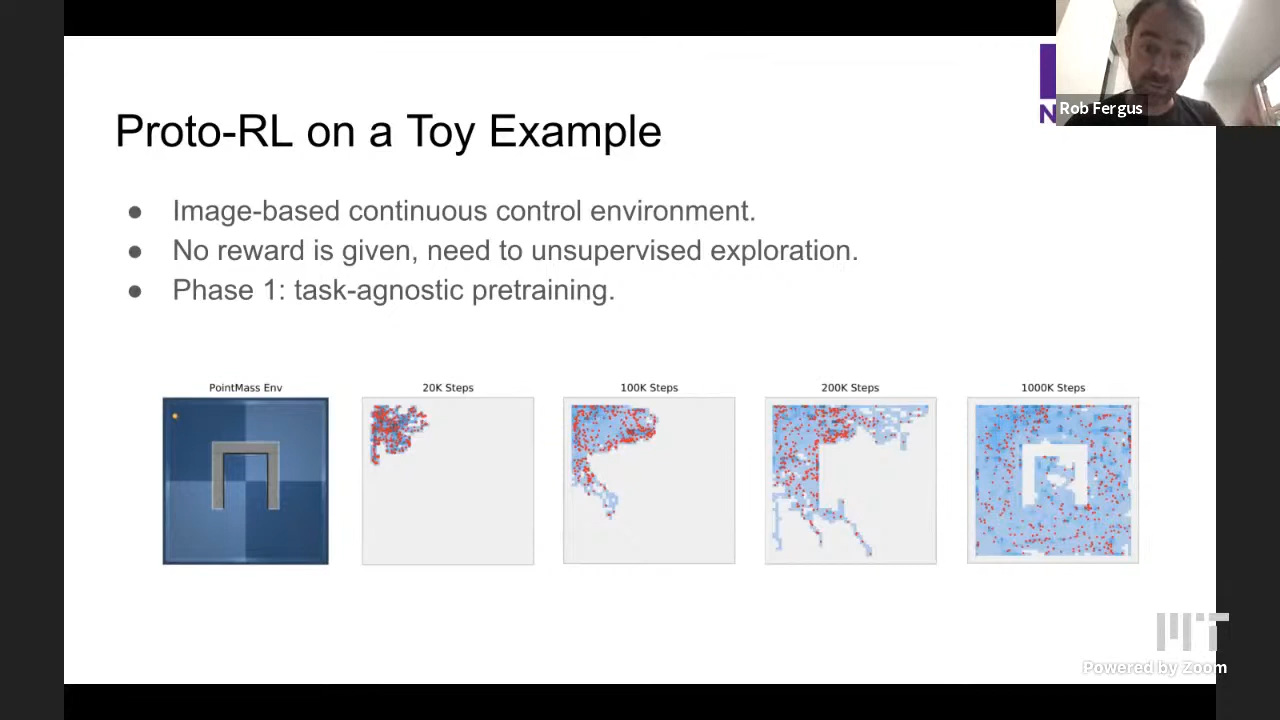 Rob Fergus
N
Proto-RL on a Toy Example
● Image-based continuous control environment.
● No reward is given, need to unsupervised exploration.
● Phase 1: task-agnostic pretraining.
PointMass Env
20K Steps
100K Steps
200K Steps
1000K Steps
MIT
Powered by Zoom